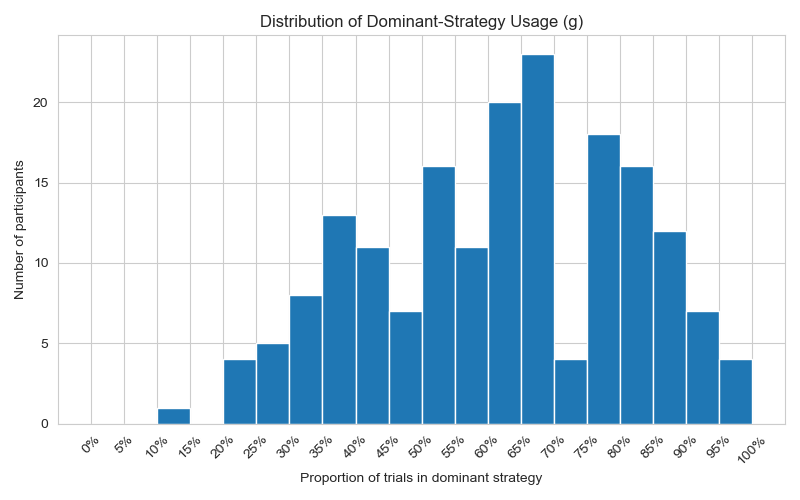 Distribution of Dominant-Strategy Usage (g)
Number of participants
20
15
10
5
0
0% 5% 10% 15% 20% 25% 30% 35% 40% 45% 50% 55% 60% 65% 70% 75% 80% 85% 90% 95% 100%
Proportion of trials in dominant strategy